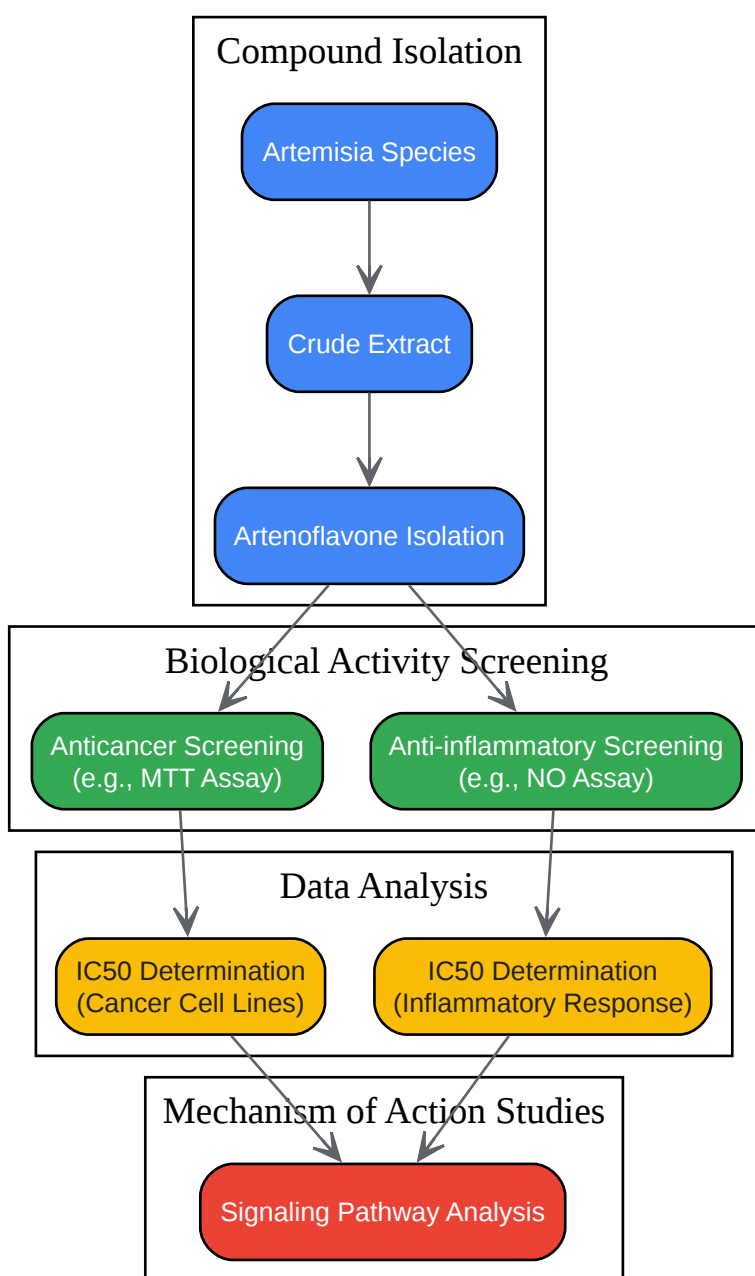 Compound Isolation
Artemisia Species
Crude Extract
Artenoflavone Isolation
Biological Activity Screening
Anticancer Screening
(e.g., MTT Assay)
Anti-inflammatory Screening
(e.g., NO Assay)
Data Analysis
IC50 Determination
(Cancer Cell Lines)
IC50 Determination
(Inflammatory Response)
Mechanism of Action Studies
Signaling Pathway Analysis